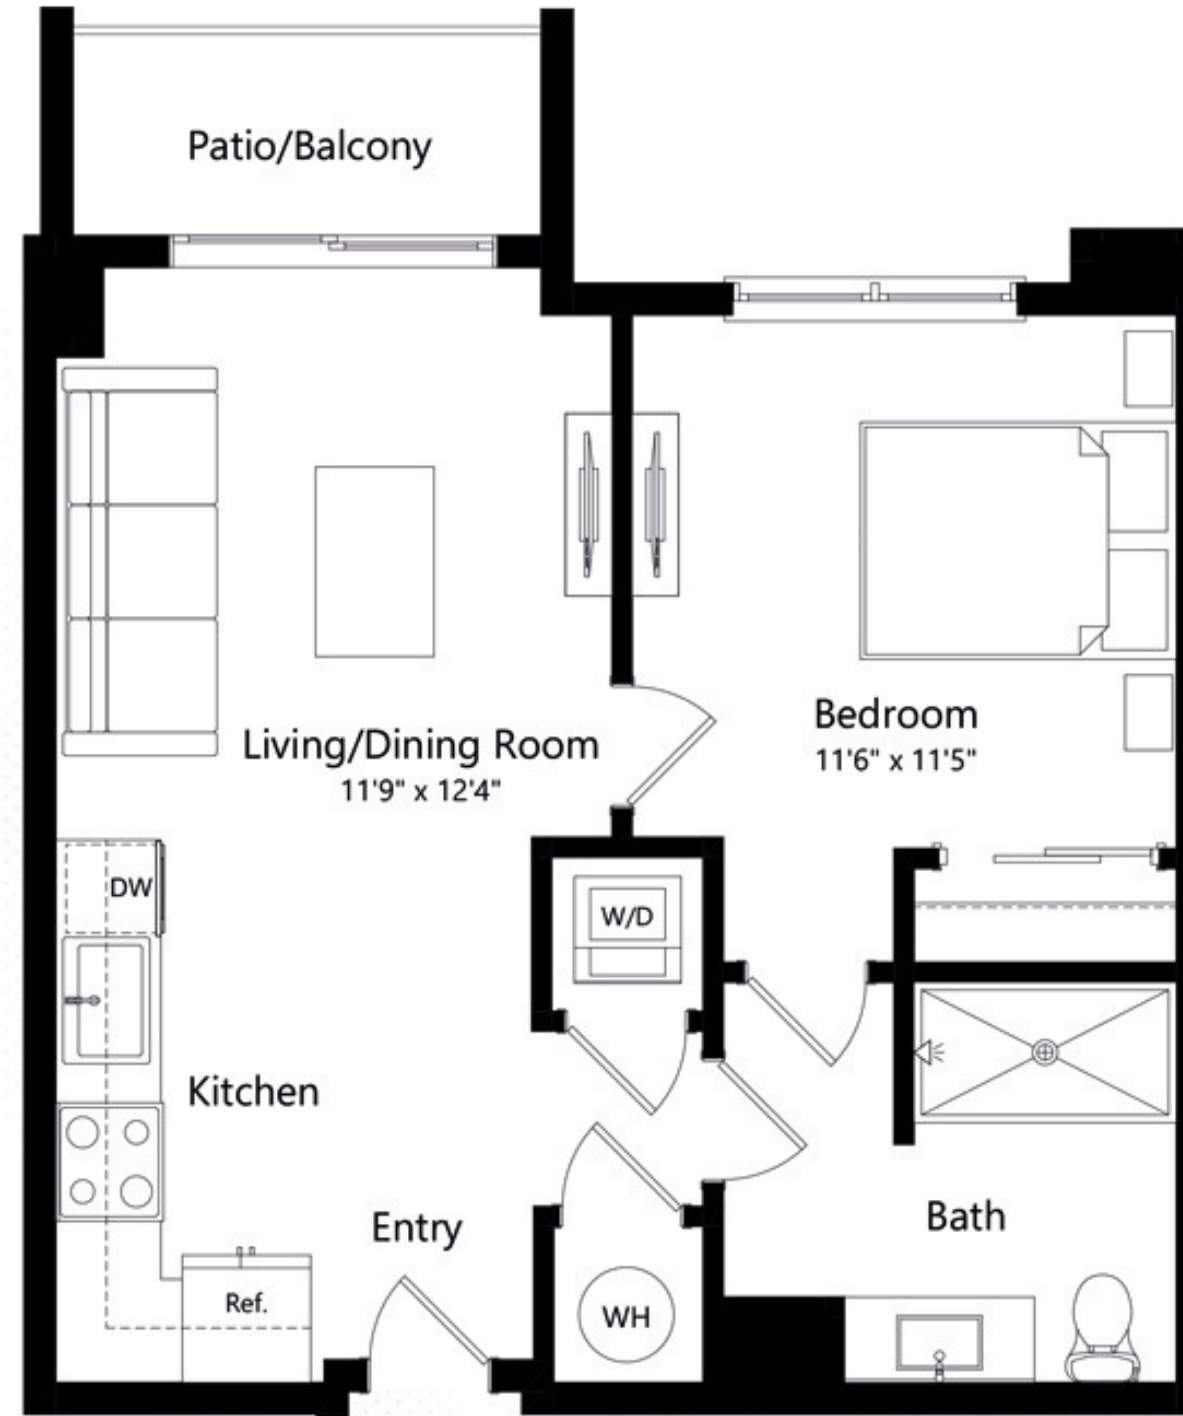 Patio/Balcony
Living/Dining Room
11'9" x 12'4"
Bedroom
11'6" x 11'5"
DW
W/D
Kitchen
Entry
Bath
Ref.
WH